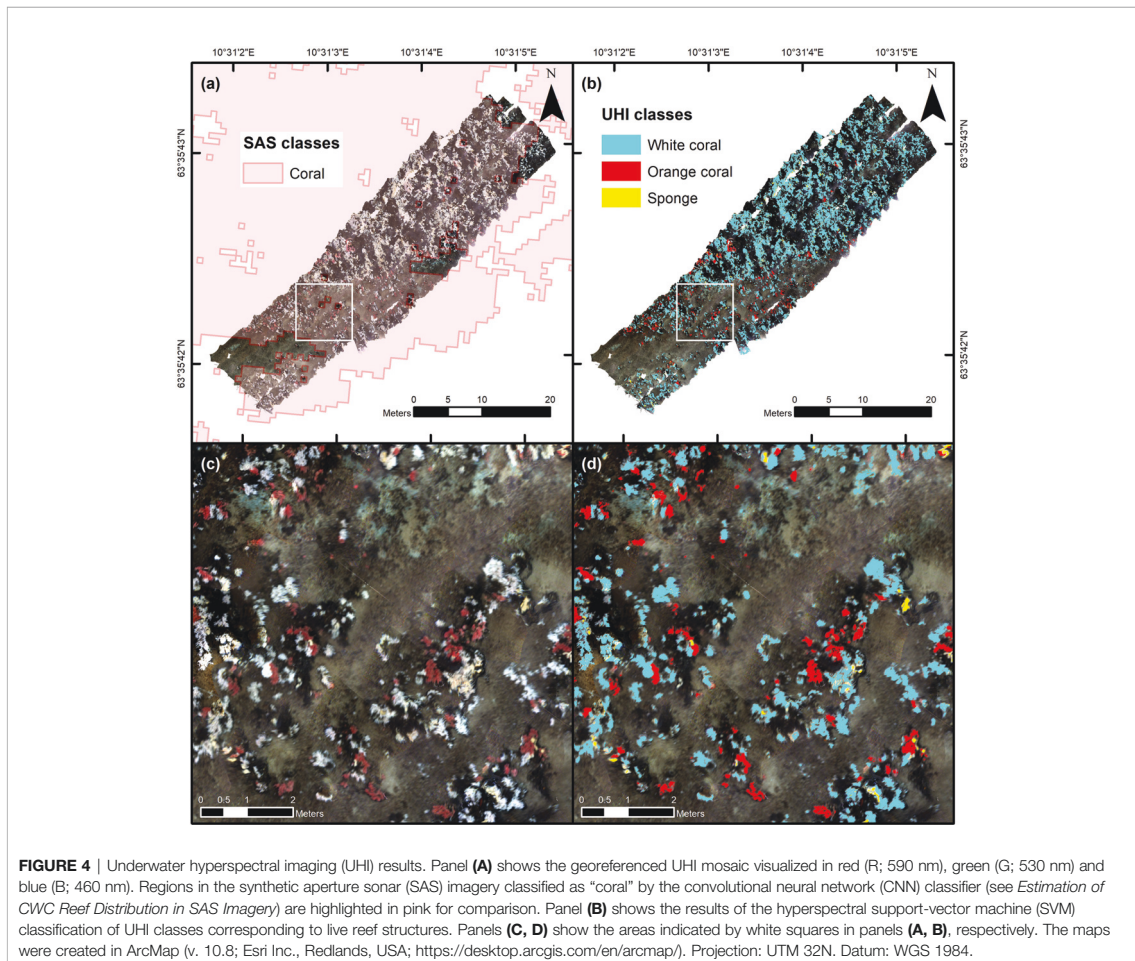 10°31'2"E 10°31'3"E 10°31'4"E 10°31'5"E 10°31'2"E 10°31'3"E 10°31'4"E 10°31'5"E
(a)
N
SAS classes
Coral
63°35'43"N
63°35'42"N
0 5 10 20
Meters
(b)
N
UHI classes
White coral
Orange coral
Sponge
63°35'43"N
63°35'42"N
0 5 10 20
Meters
(c)
0 0.5 1 2
Meters
(d)
0 0.5 1 2
Meters
FIGURE 4 | Underwater hyperspectral imaging (UHI) results. Panel (A) shows the georeferenced UHI mosaic visualized in red (R; 590 nm), green (G; 530 nm) and
blue (B; 460 nm). Regions in the synthetic aperture sonar (SAS) imagery classified as “coral” by the convolutional neural network (CNN) classifier (see Estimation of
CWC Reef Distribution in SAS Imagery) are highlighted in pink for comparison. Panel (B) shows the results of the hyperspectral support-vector machine (SVM)
classification of UHI classes corresponding to live reef structures. Panels (C, D) show the areas indicated by white squares in panels (A, B), respectively. The maps
were created in ArcMap (v. 10.8; Esri Inc., Redlands, USA; https://desktop.arcgis.com/en/arcmap/). Projection: UTM 32N. Datum: WGS 1984.